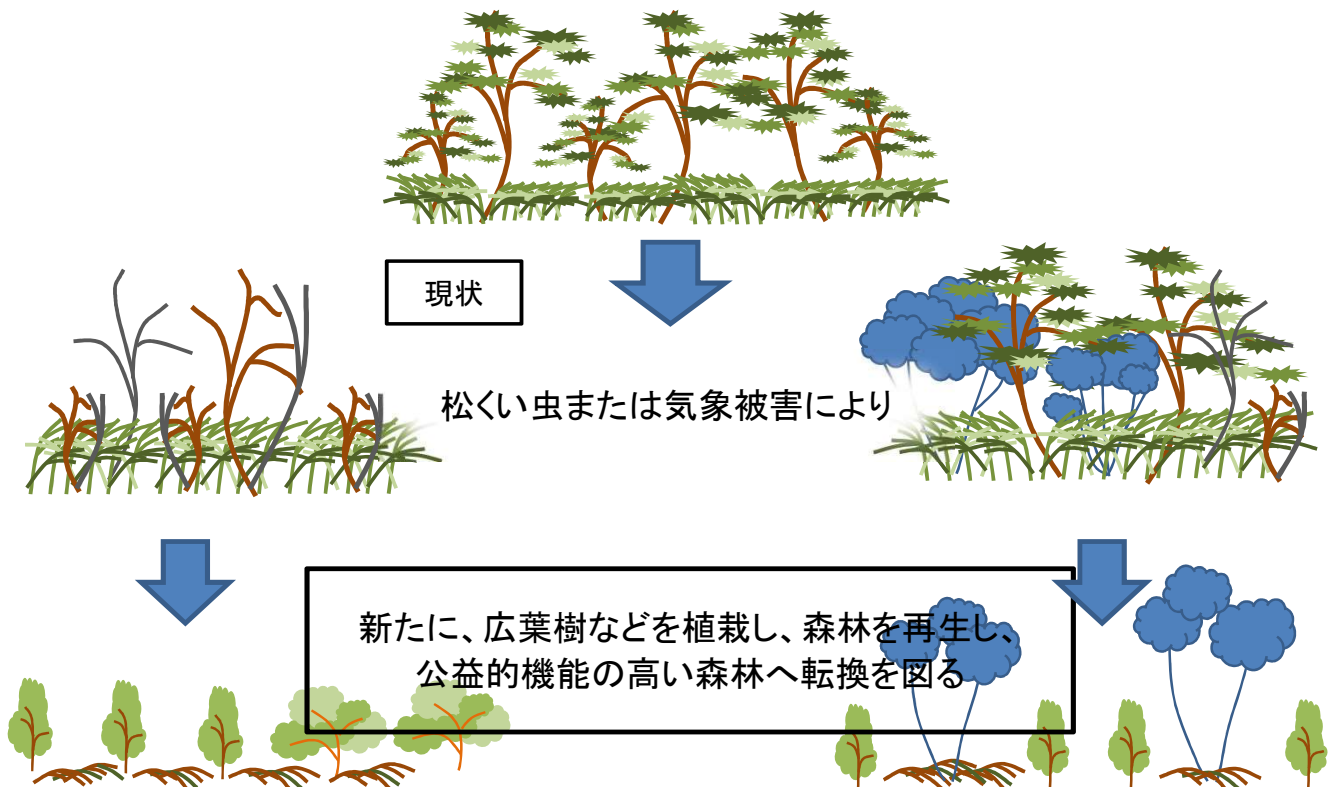 現状
松くい虫または気象被害により
新たに、広葉樹などを植栽し、森林を再生し、
公益的機能の高い森林へ転換を図る